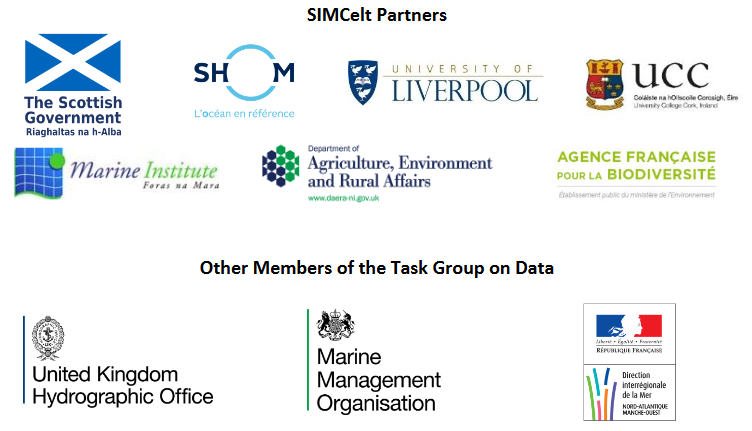 SIMCelt Partners
The Scottish
Government
Riaghaltas na h-Alba
SHOM
L'océan en référence
UNIVERSITY OF
LIVERPOOL
UCC
Coláiste na hOllscoile Corcaigh, Éire
University College Cork, Ireland
Marine Institute
Foras na Mara
Department of
Agriculture, Environment
and Rural Affairs
www.daera-ni.gov.uk
AGENCE FRANÇAISE
POUR LA BIODIVERSITÉ
Établissement public du ministère de l'Environnement
Other Members of the Task Group on Data
United Kingdom
Hydrographic Office
Marine
Management
Organisation
Liberté • Égalité • Fraternité
RÉPUBLIQUE FRANÇAISE
Direction
interrégionale
de la Mer
NORD-ATLANTIQUE
MANCHE-OUEST